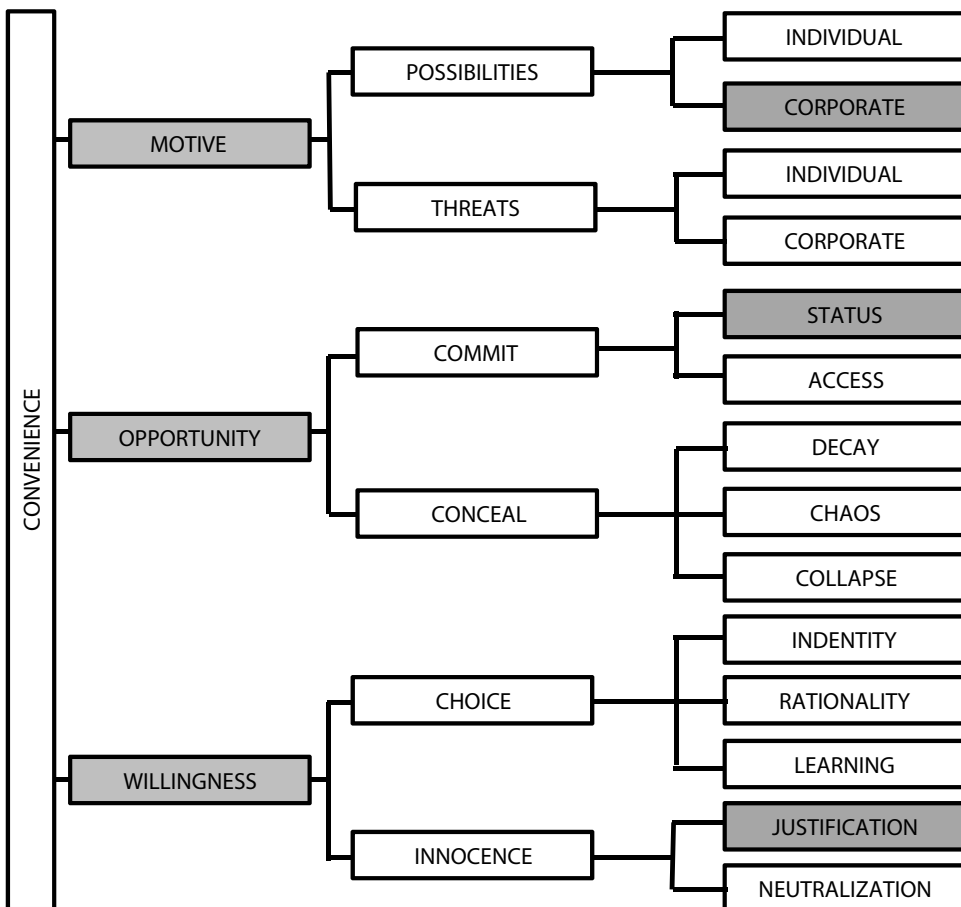 CONVENIENCE
MOTIVE
POSSIBILITIES
INDIVIDUAL
CORPORATE
THREATS
INDIVIDUAL
CORPORATE
OPPORTUNITY
COMMIT
STATUS
ACCESS
CONCEAL
DECAY
CHAOS
COLLAPSE
WILLINGNESS
CHOICE
INDENTITY
RATIONALITY
LEARNING
INNOCENCE
JUSTIFICATION
NEUTRALIZATION